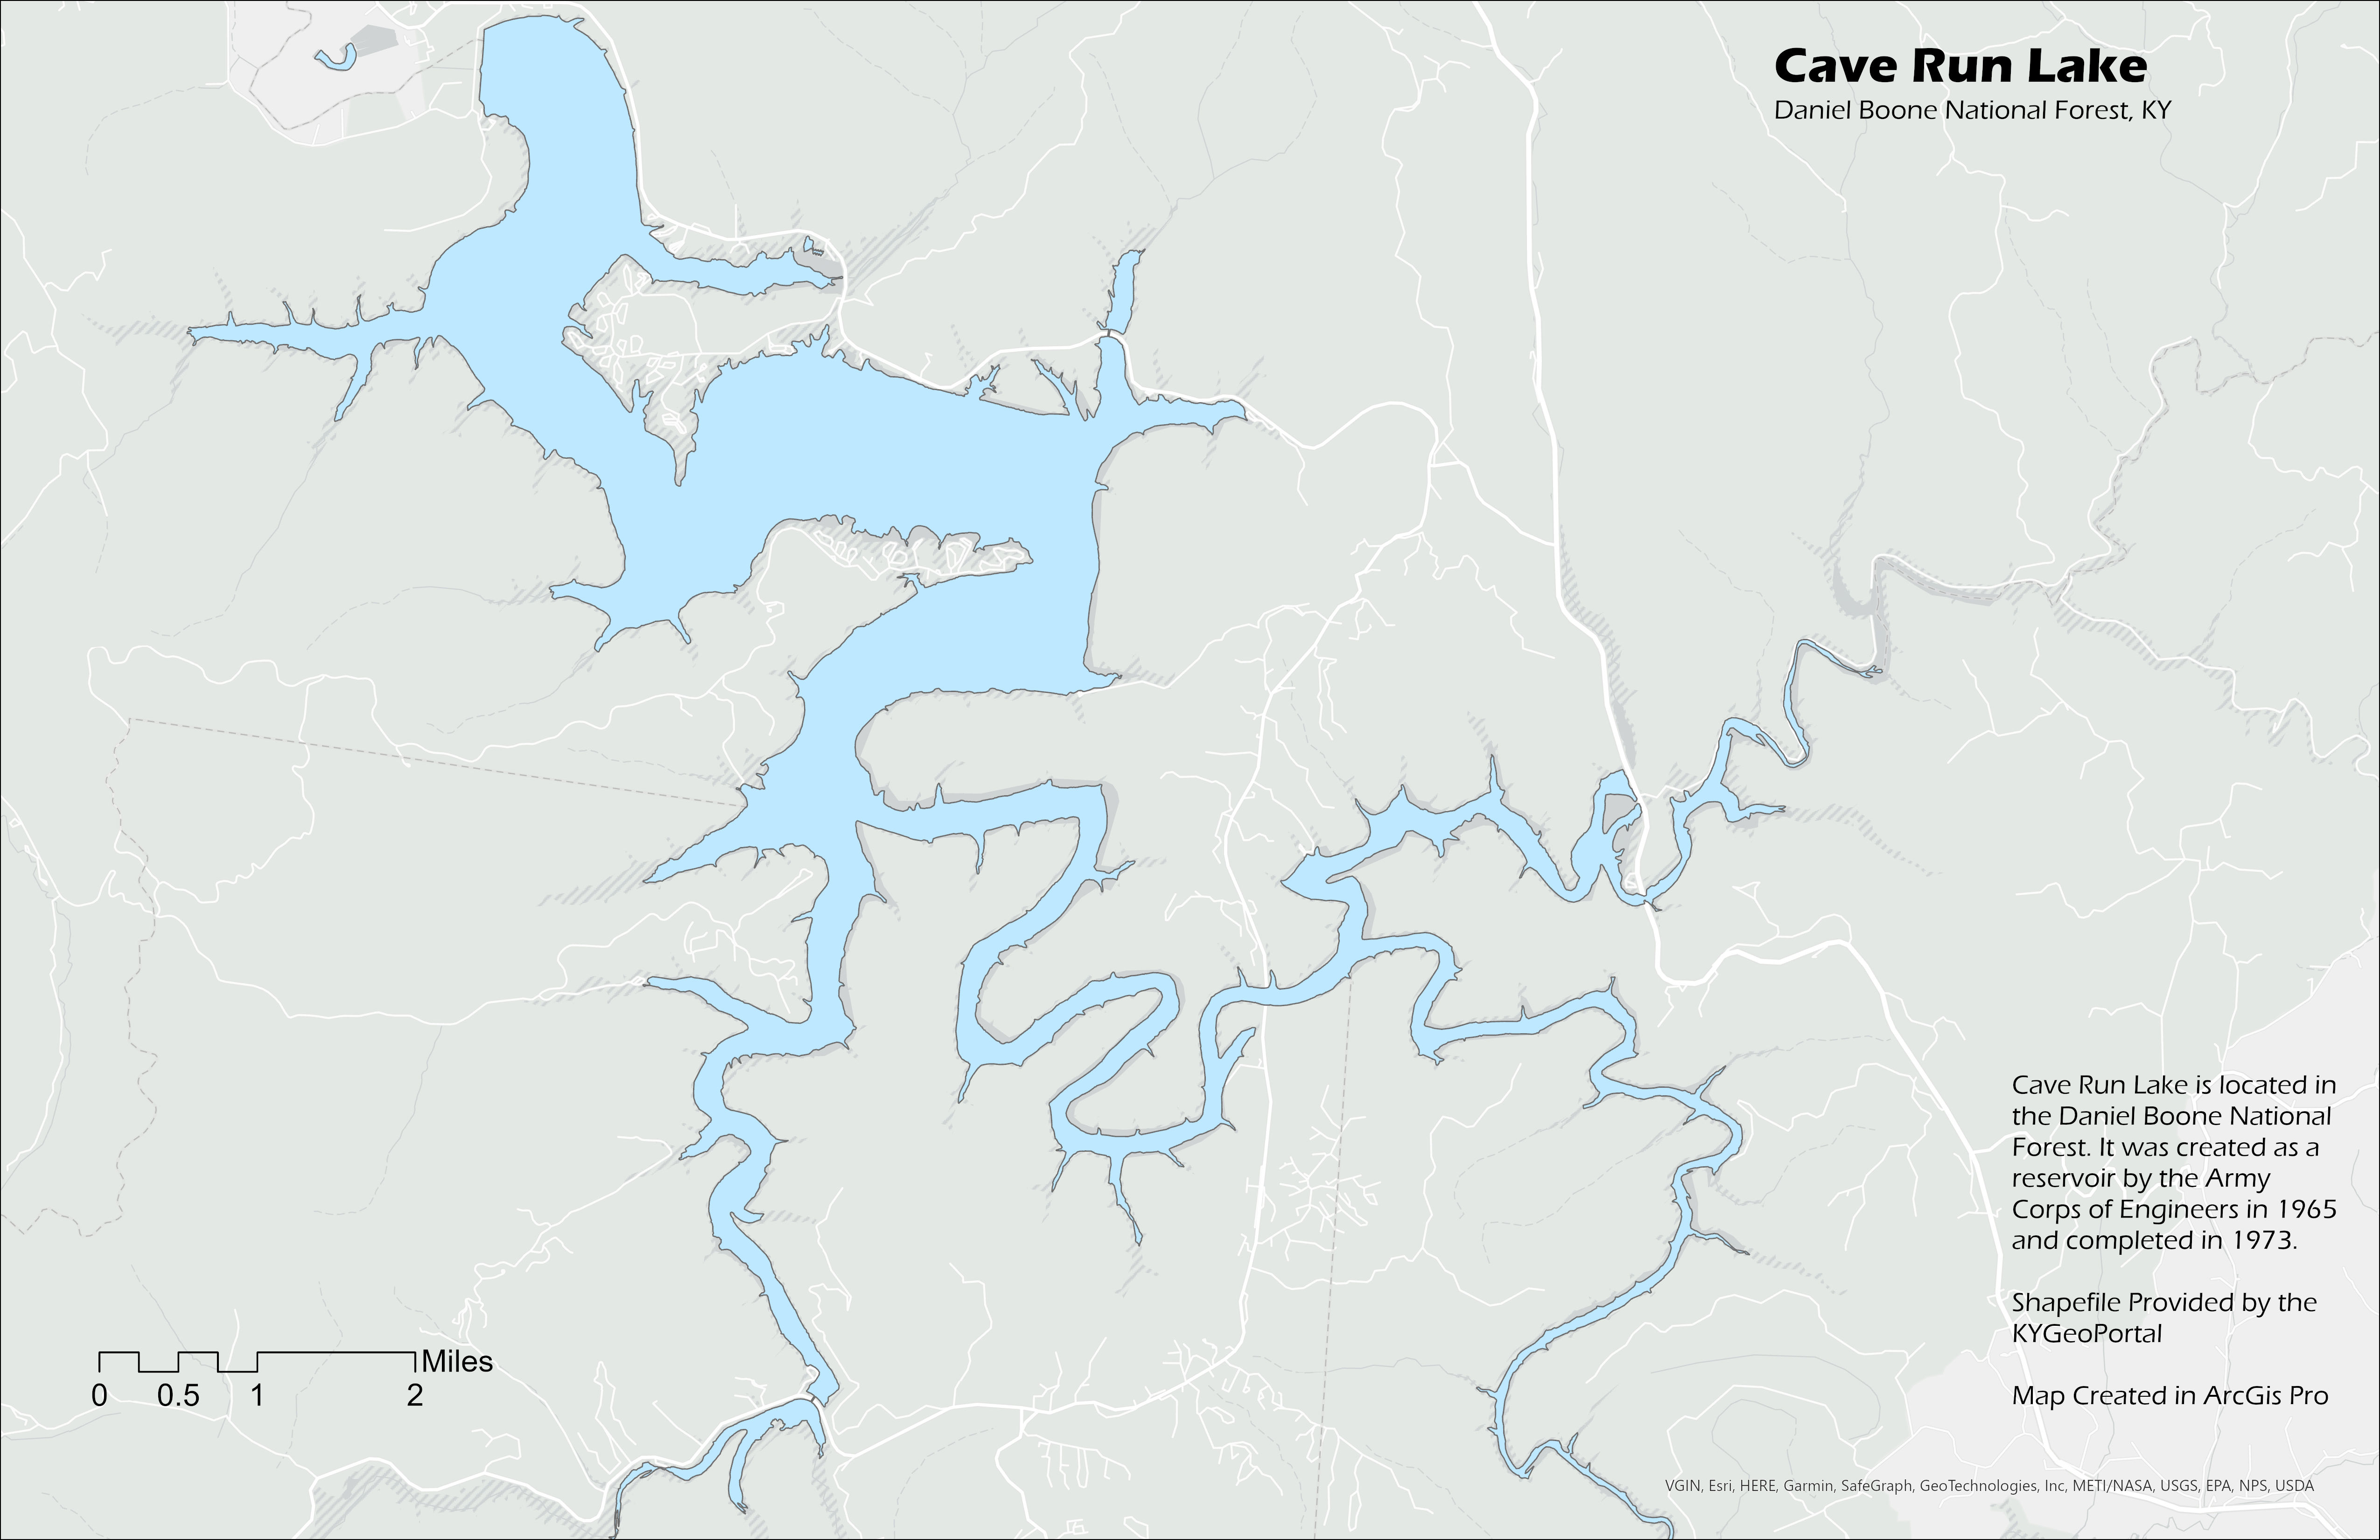 Cave Run Lake
Daniel Boone National Forest, KY
Cave Run Lake is located in
the Daniel Boone National
Forest. It was created as a
reservoir by the Army
Corps of Engineers in 1965
and completed in 1973.
Shapefile Provided by the
KYGeoPortal
Map Created in ArcGis Pro
Miles
0 0.5 1 2
VGIN, Esri, HERE, Garmin, SafeGraph, GeoTechnologies, Inc, METI/NASA, USGS, EPA, NPS, USDA